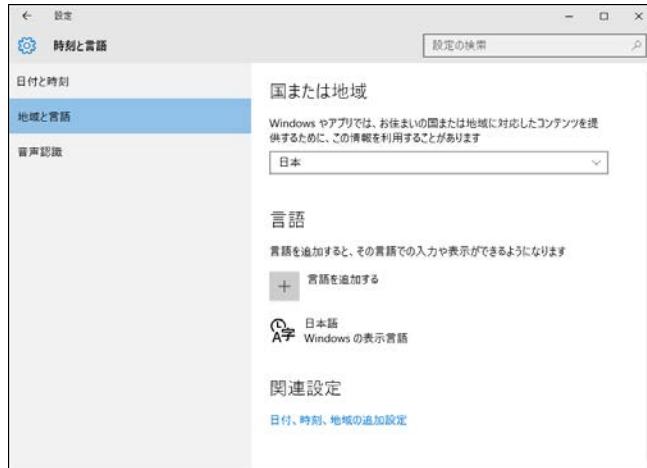 ← 設定
時刻と言語
設定の検索
日付と時刻
地域と言語
音声認識
国または地域
Windows やアプリでは、お住まいの国または地域に対応したコンテンツを提
供するために、この情報を利用することがあります
日本
言語
言語を追加すると、その言語での入力や表示ができるようになります
+ 言語を追加する
A字 日本語
Windows の表示言語
関連設定
日付、時刻、地域の追加設定